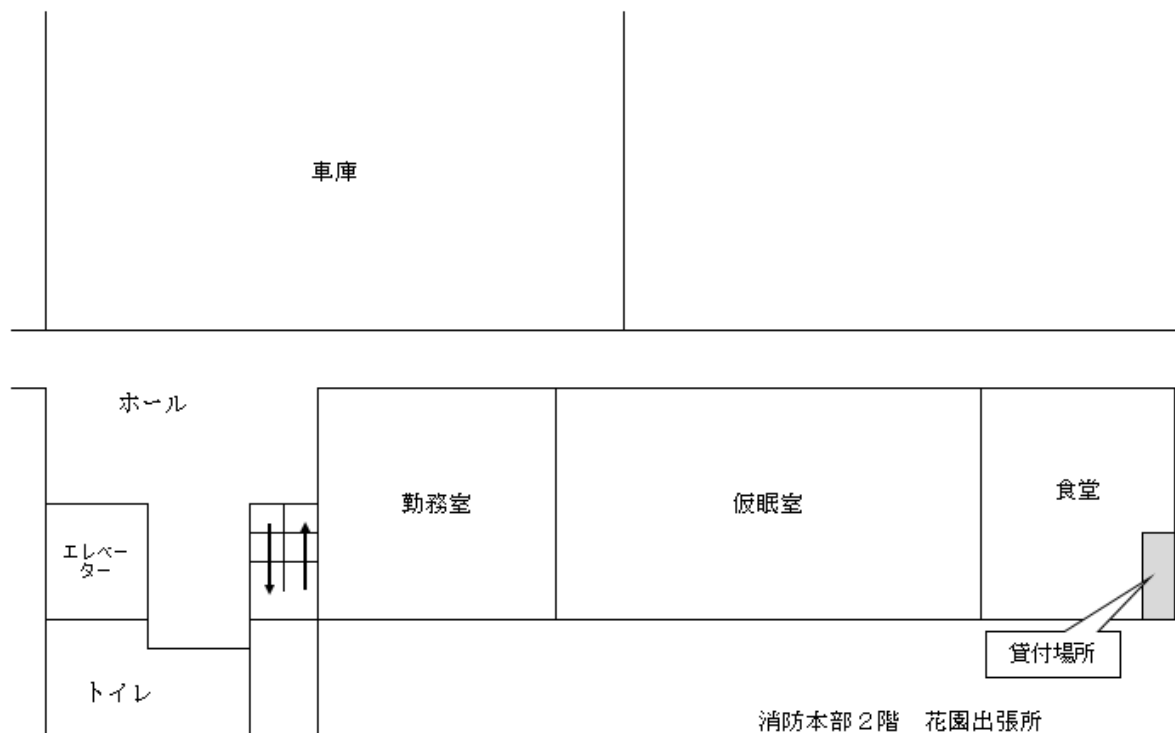 車庫
ホール
勤務室
仮眠室
食堂
エレベー
ター
貸付場所
トイレ
消防本部２階　花園出張所